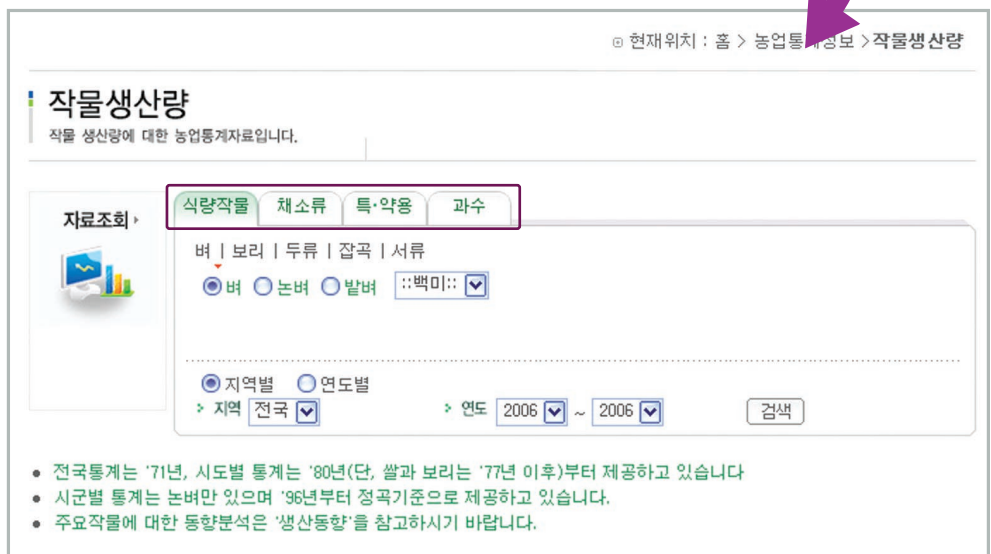 ⊙ 현재위치 : 홈 > 농업통계정보 >작물생산량
작물생산량
작물 생산량에 대한 농업통계자료입니다.
자료조회
식량작물 채소류 특·약용 과수
벼 | 보리 | 두류 | 잡곡 | 서류
벼 논벼 밭벼 ::백미::
지역별 연도별
지역 전국 연도 2006 ~ 2006 검색
• 전국통계는 '71년, 시도별 통계는 '80년(단, 쌀과 보리는 '77년 이후)부터 제공하고 있습니다
• 시군별 통계는 논벼만 있으며 '96년부터 정곡기준으로 제공하고 있습니다.
• 주요작물에 대한 동향분석은 '생산동향'을 참고하시기 바랍니다.